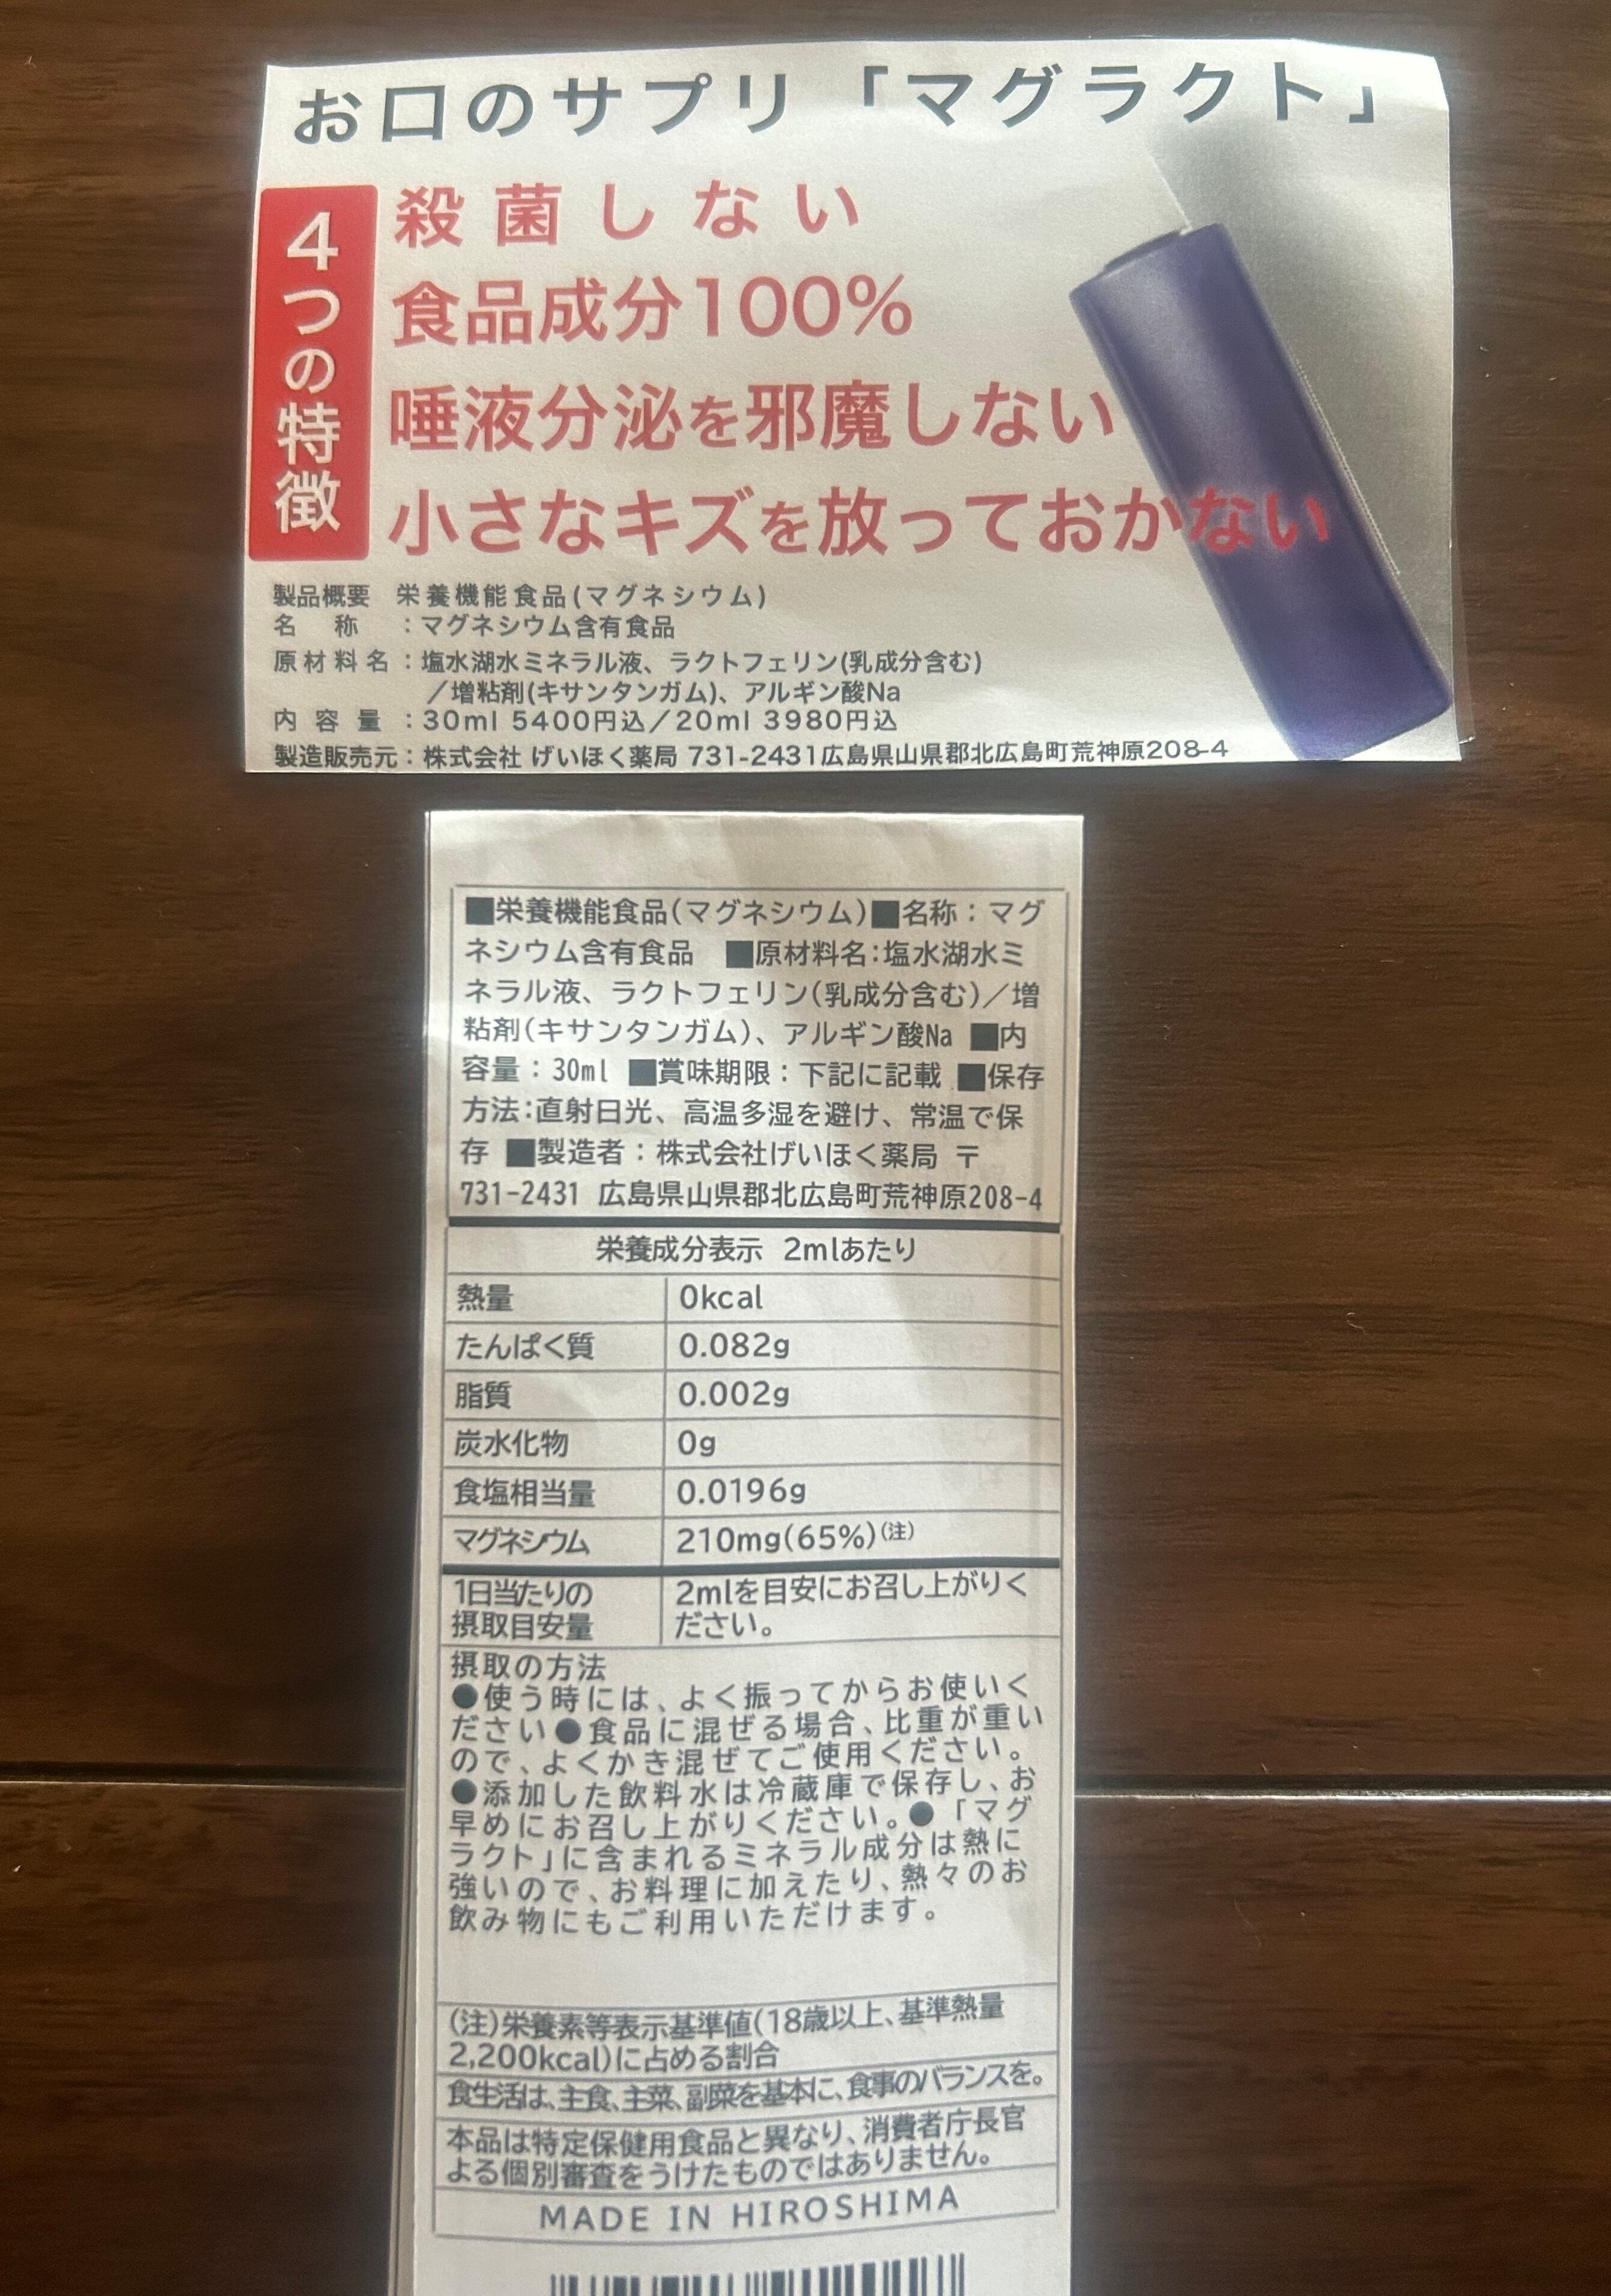 お口のサプリ「マグラクト」
4つの特徴
殺菌しない
食品成分100%
唾液分泌を邪魔しない
小さなキズを放っておかない
製品概要 栄養機能食品(マグネシウム)
名 称 :マグネシウム含有食品
原材料名:塩水湖水ミネラル液、ラクトフェリン(乳成分含む)
/増粘剤(キサンタンガム)、アルギン酸Na
内容量:30ml 5400円込/20ml 3980円込
製造販売元:株式会社 げいほく薬局 731-2431広島県山県郡北広島町荒神原208-4
■栄養機能食品(マグネシウム)■名称:マグ
ネシウム含有食品 ■原材料名:塩水湖水ミ
ネラル液、ラクトフェリン(乳成分含む)/増
粘剤(キサンタンガム)、アルギン酸Na ■内
容量:30ml ■賞味期限:下記に記載 ■保存
方法:直射日光、高温多湿を避け、常温で保
存 ■製造者:株式会社げいほく薬局 〒
731-2431 広島県山県郡北広島町荒神原208-4
栄養成分表示 2mlあたり
熱量 0kcal
たんぱく質 0.082g
脂質 0.002g
炭水化物 0g
食塩相当量 0.0196g
マグネシウム 210mg(65%)(注)
1日当たりの 2mlを目安にお召し上がりく
摂取目安量 ださい。
摂取の方法
●使う時には、よく振ってからお使いく
ださい●食品に混ぜる場合、比重が重い
ので、よくかき混ぜてご使用ください。
●添加した飲料水は冷蔵庫で保存し、お
早めにお召し上がりください。●「マグ
ラクト」に含まれるミネラル成分は熱に
強いので、お料理に加えたり、熱々のお
飲み物にもご利用いただけます。
(注)栄養素等表示基準値(18歳以上、基準熱量
2,200kcal)に占める割合
食生活は、主食、主菜、副菜を基本に、食事のバランスを。
本品は特定保健用食品と異なり、消費者庁長官
よる個別審査をうけたものではありません。
MADE IN HIROSHIMA